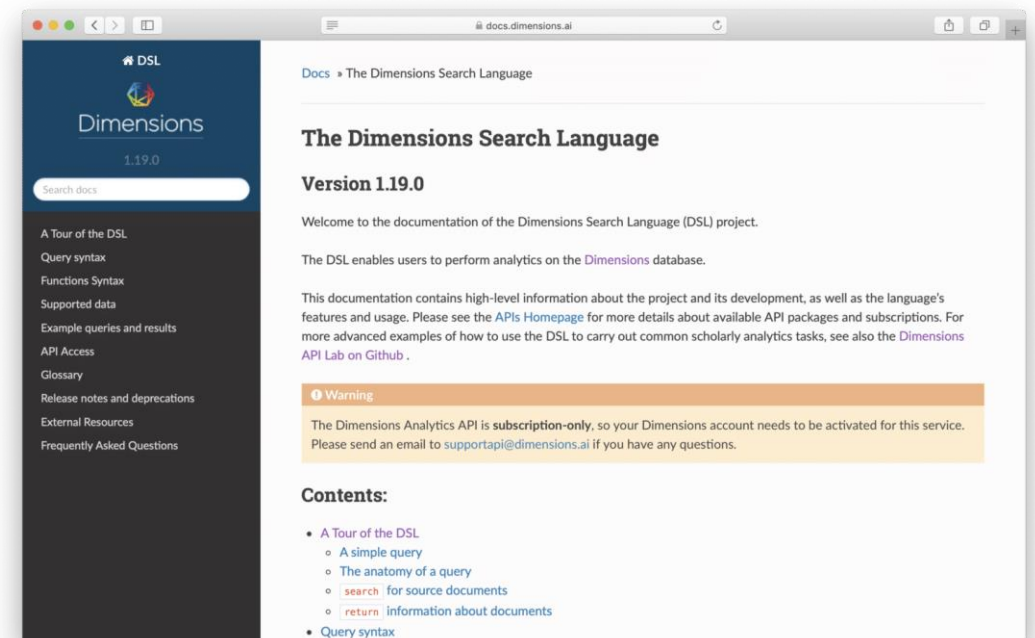 docs.dimensions.ai
DSL
Dimensions
1.19.0
Search docs
A Tour of the DSL
Query syntax
Functions Syntax
Supported data
Example queries and results
API Access
Glossary
Release notes and deprecations
External Resources
Frequently Asked Questions
Docs » The Dimensions Search Language
The Dimensions Search Language
Version 1.19.0
Welcome to the documentation of the Dimensions Search Language (DSL) project.
The DSL enables users to perform analytics on the Dimensions database.
This documentation contains high-level information about the project and its development, as well as the language's
features and usage. Please see the APIs Homepage for more details about available API packages and subscriptions. For
more advanced examples of how to use the DSL to carry out common scholarly analytics tasks, see also the Dimensions
API Lab on Github .
Warning
The Dimensions Analytics API is subscription-only, so your Dimensions account needs to be activated for this service.
Please send an email to supportapi@dimensions.ai if you have any questions.
Contents:
A Tour of the DSL
A simple query
The anatomy of a query
search for source documents
return information about documents
Query syntax